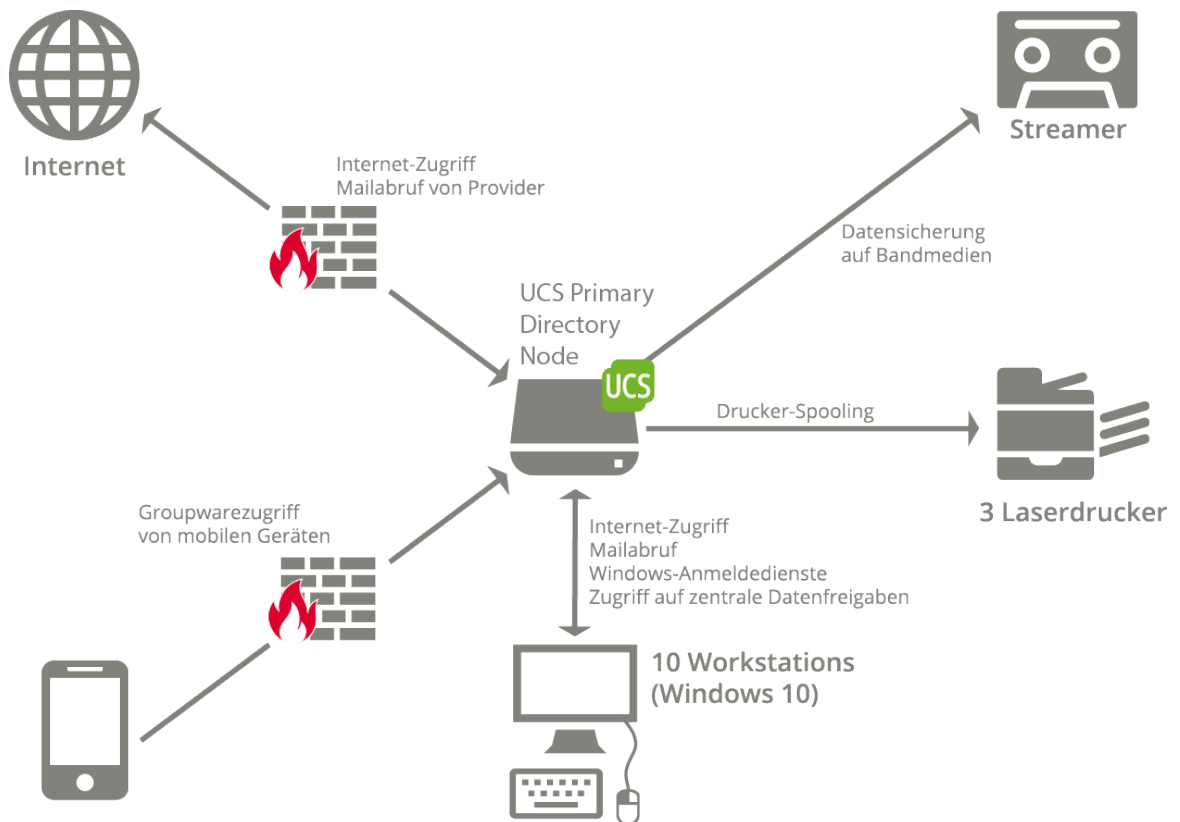 Internet
Internet-Zugriff
Mailabruf von Provider
Streamer
Datensicherung
auf Bandmedien
UCS Primary
Directory
Node
UCS
Drucker-Spooling
3 Laserdrucker
Groupwarezugriff
von mobilen Geräten
Internet-Zugriff
Mailabruf
Windows-Anmeldedienste
Zugriff auf zentrale Datenfreigaben
10 Workstations
(Windows 10)